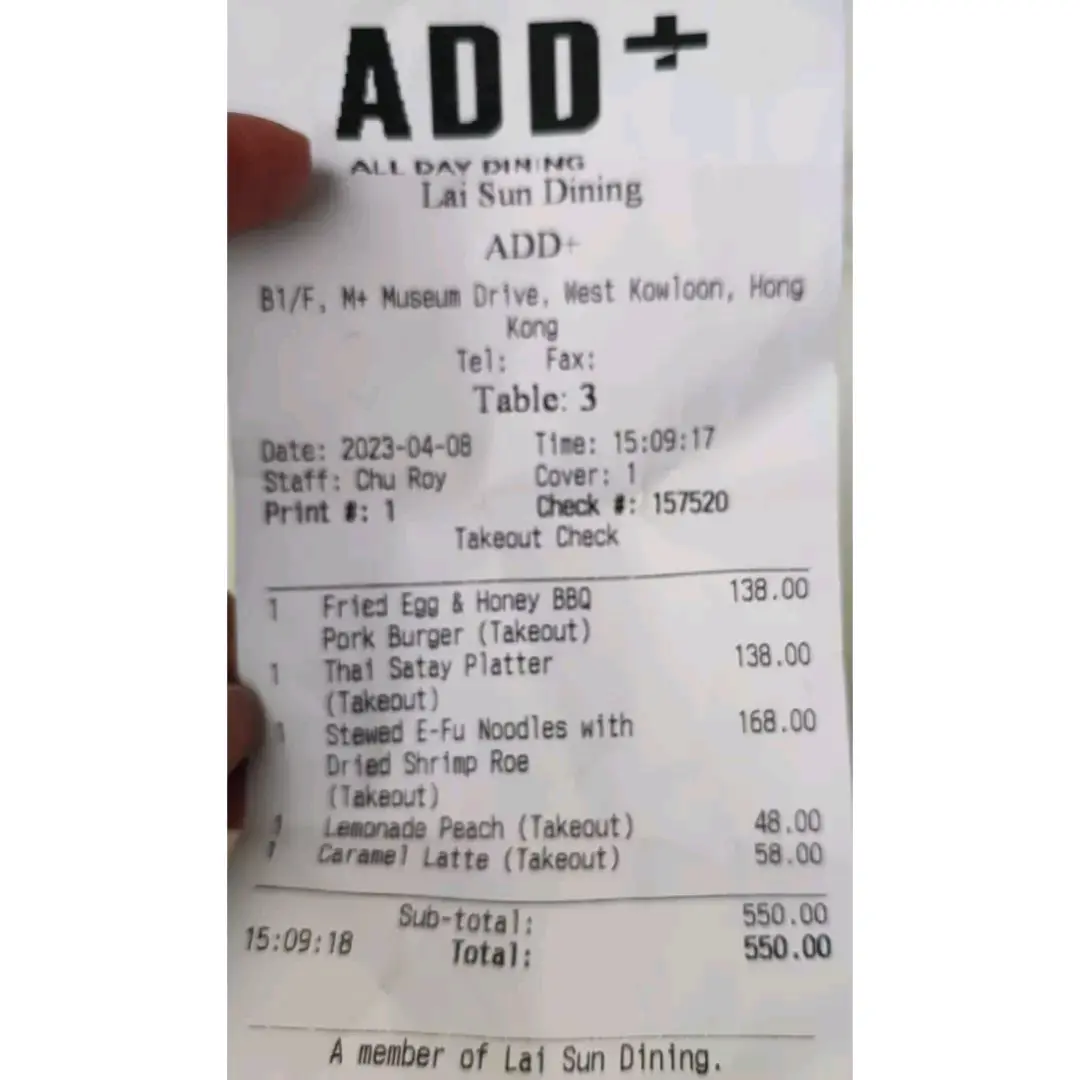 ADD+
ALL DAY DINING
Lai Sun Dining
ADD+
B1/F, M+ Museum Drive, West Kowloon, Hong
Kong
Tel: Fax:
Table: 3
Date: 2023-04-08 Time: 15:09:17
Staff: Chu Roy Cover: 1
Print #: 1 Check #: 157520
Takeout Check
1 Fried Egg & Honey BBQ 138.00
Pork Burger (Takeout)
1 Thai Satay Platter 138.00
(Takeout)
1 Stewed E-Fu Noodles with 168.00
Dried Shrimp Roe
(Takeout)
1 Lemonade Peach (Takeout) 48.00
1 Caramel Latte (Takeout) 58.00
Sub-total: 550.00
15:09:18 Total: 550.00
A member of Lai Sun Dining.